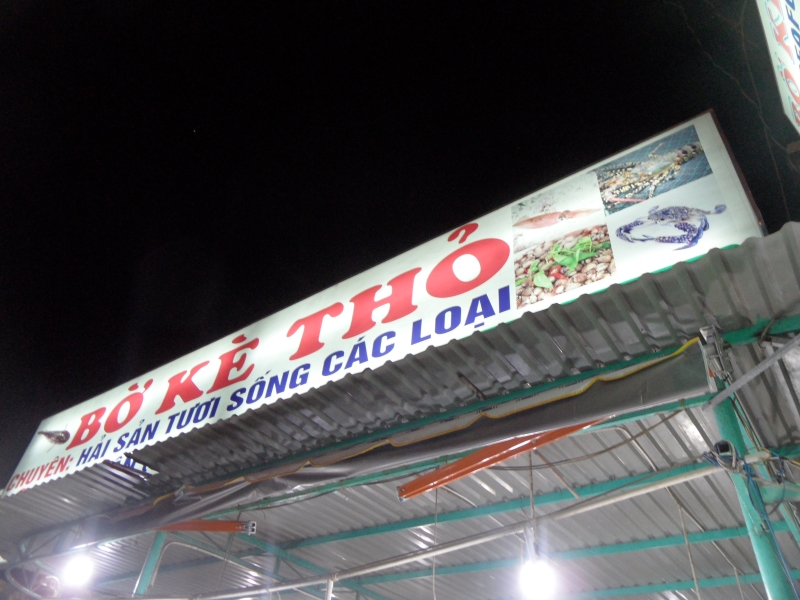 BỜ KÈ THỎ
CHUYÊN: HẢI SẢN TƯƠI SỐNG CÁC LOẠI